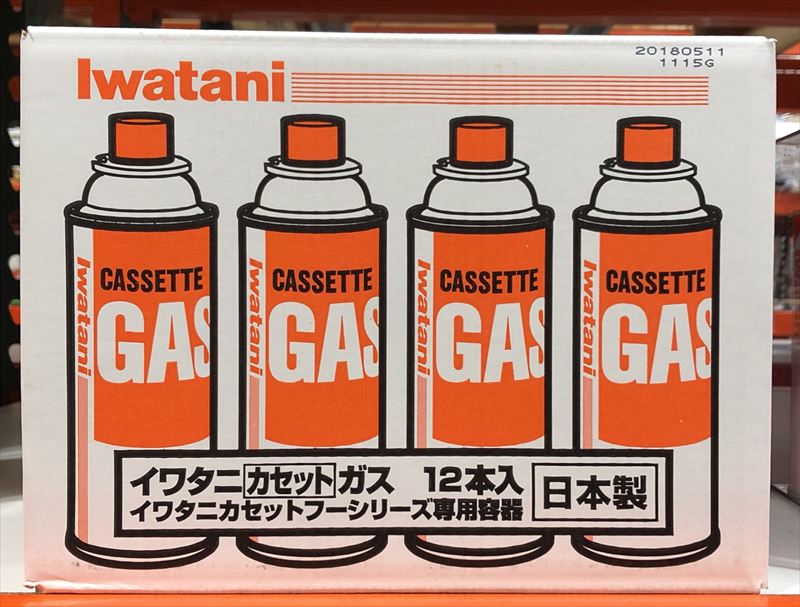 20180511
1115G
Iwatani
CASSETTE
GAS
Iwatani
CASSETTE
GAS
Iwatani
CASSETTE
GAS
Iwatani
CASSETTE
GAS
Iwatani
イワタニカセットガス 12本入
イワタニカセットフーシリーズ専用容器
日本製